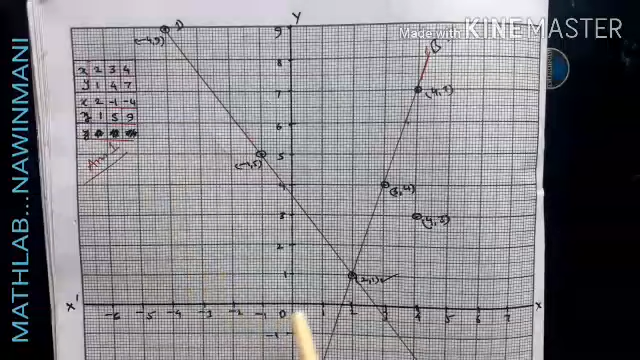 Made with KINEMASTER
MATHLAB...NAWINMANI
Y
9
(-4,9)
B
x 2 3 4
y 1 4 7
x 2 -1 -4
y 1 5 9
8
7
(4,7)
6
5
(-1,5)
4
(3,4)
3
(4,3)
2
1
(2,1)
X'
-6 -5 -4 -3 -2 -1 0 1 2 3 4 5 6 7
X
-1